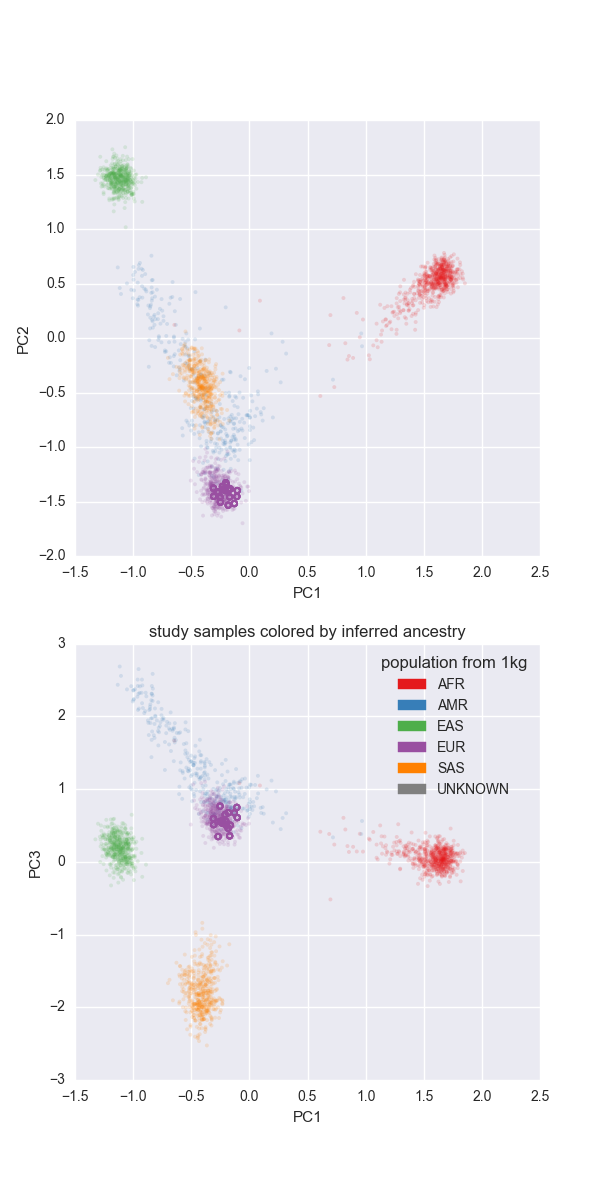 2.0
1.5
1.0
0.5
0.0
−0.5
−1.0
−1.5
−2.0
PC2
−1.5 −1.0 −0.5 0.0 0.5 1.0 1.5 2.0 2.5
PC1
study samples colored by inferred ancestry
population from 1kg
AFR
AMR
EAS
EUR
SAS
UNKNOWN
3
2
1
0
−1
−2
−3
PC3
−1.5 −1.0 −0.5 0.0 0.5 1.0 1.5 2.0 2.5
PC1